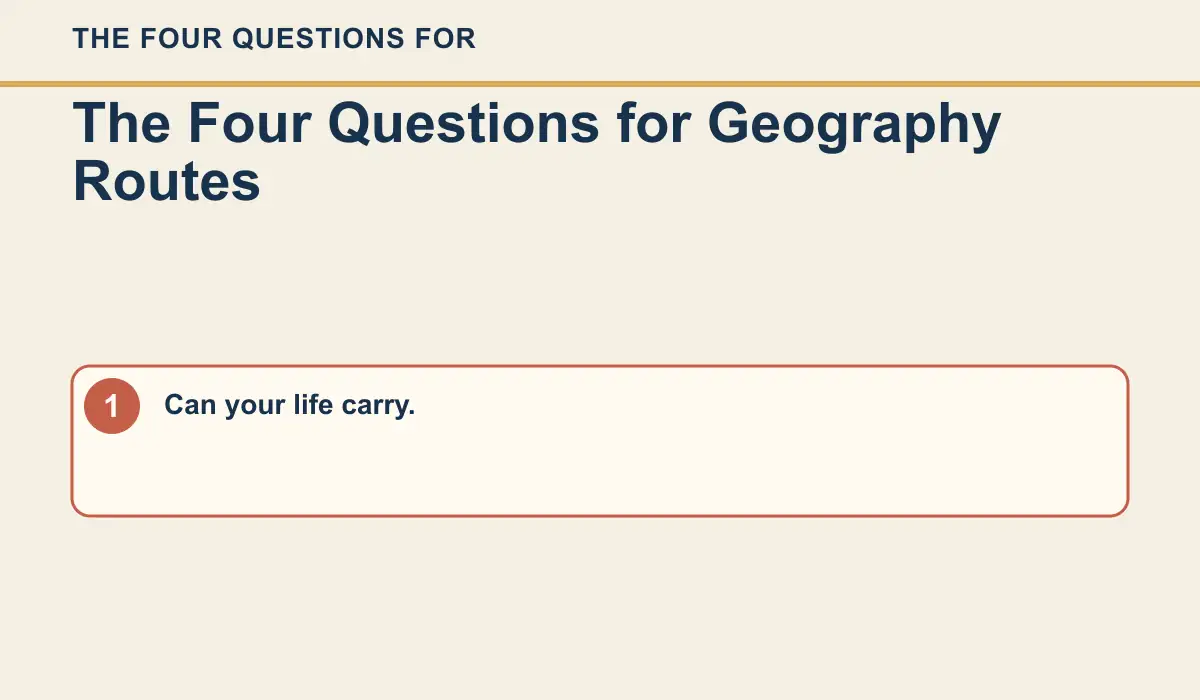 THE FOUR QUESTIONS FOR
The Four Questions for Geography
Routes
1
Can your life carry.